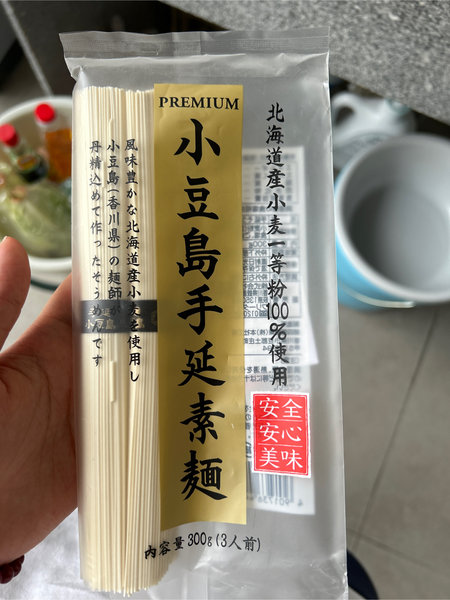 PREMIUM
小豆島手延素麺
北海道産小麦一等粉100%使用
風味豊かな北海道産小麦を使用し
小豆島(香川県)の麺師が
丹精込めて作ったそうめんです
安全
安心
美味
内容量300g(3人前)